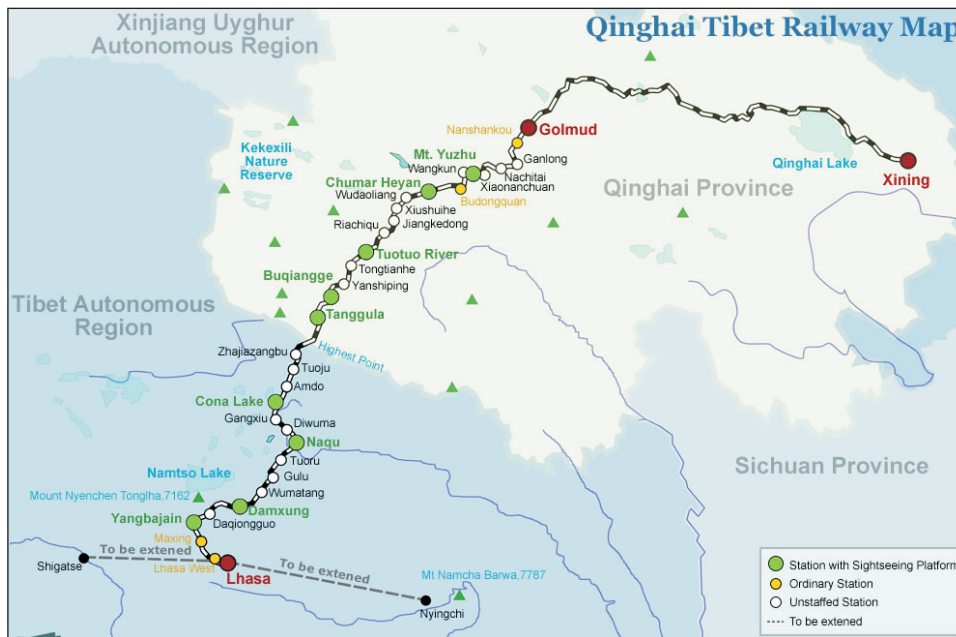 Xinjiang Uyghur
Autonomous Region
Qinghai Tibet Railway Map
Nanshankou
Golmud
Kekexili
Nature
Reserve
Mt. Yuzhu
Wangkun
Ganlong
Nachitai
Xiaonanchuan
Qinghai Lake
Xining
Chumar Heyan
Budongquan
Qinghai Province
Wudaoliang
Xiushuihe
Jiangkedong
Riachiqu
Tuotuo River
Tongtianhe
Buqiangge
Yanshiping
Tibet Autonomous
Region
Tanggula
Highest Point
Zhajiazangbu
Tuoju
Amdo
Cona Lake
Gangxiu
Diwuma
Naqu
Tuoru
Gulu
Wumatang
Sichuan Province
Namtso Lake
Mount Nyenchen Tonglha,7162
Damxung
Yangbajain
Daqiongguo
Maxing
To be extened
Shigatse
Lhasa West
Lhasa
To be extened
Mt Namcha Barwa,7787
Nyingchi
Station with Sightseeing Platform
Ordinary Station
Unstaffed Station
To be extened